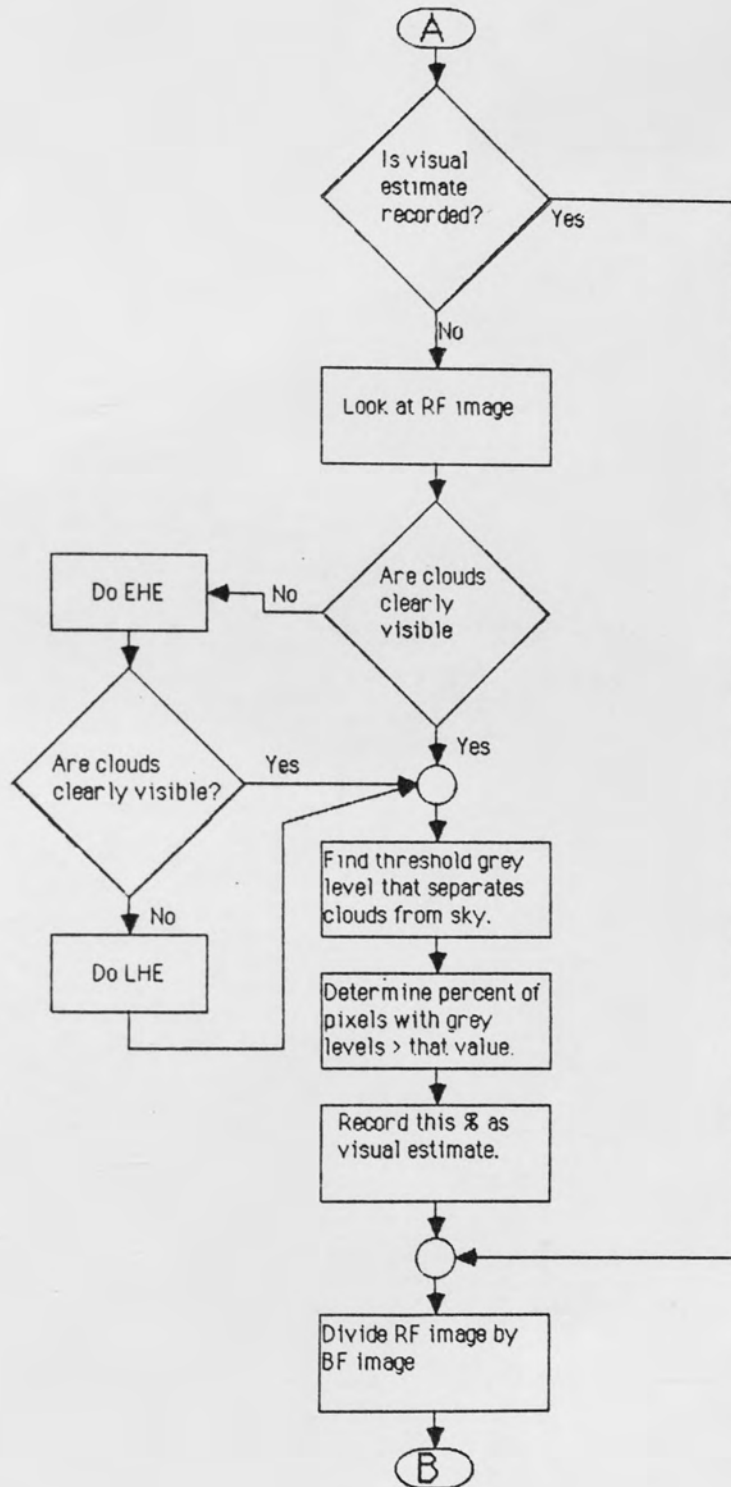 A
Is visual
estimate
recorded?
Yes
No
Look at RF image
Are clouds
clearly
visible
No
Do EHE
Yes
Are clouds
clearly visible?
Yes
No
Do LHE
Find threshold grey
level that separates
clouds from sky.
Determine percent of
pixels with grey
levels > that value.
Record this % as
visual estimate.
Divide RF image by
BF image
B